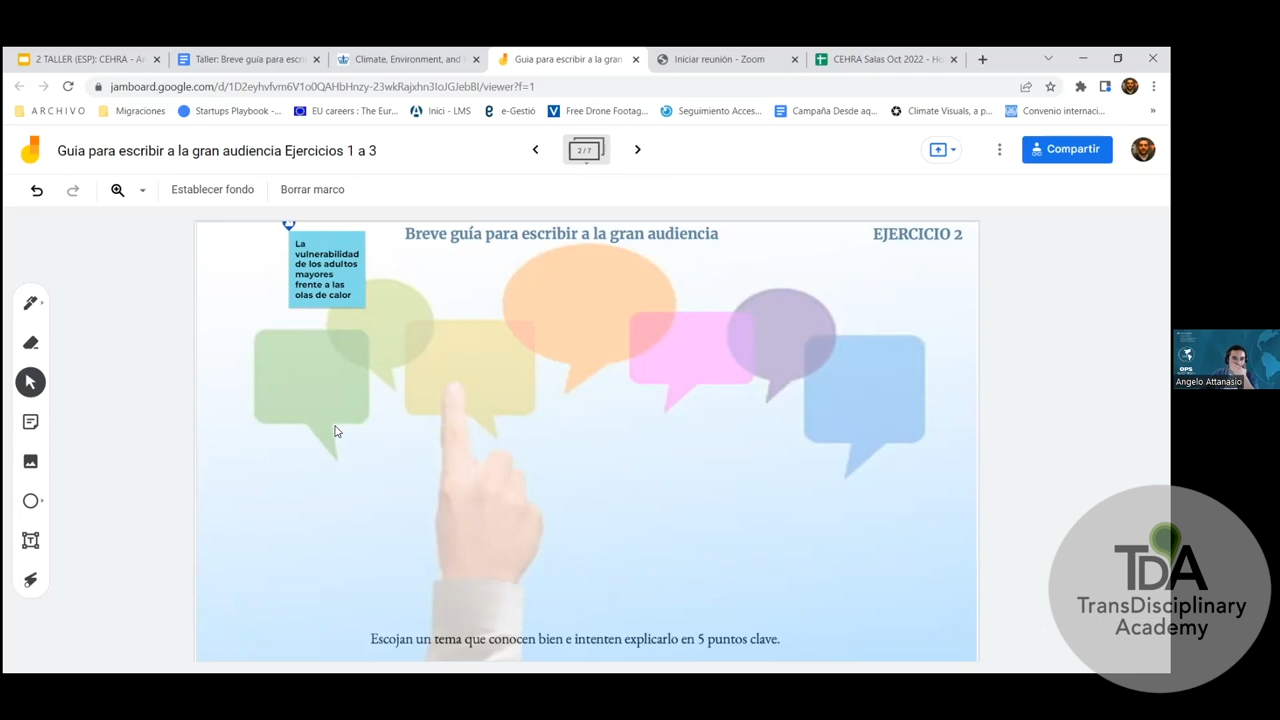 2 TALLER (ESP): CEHRA - An
Taller: Breve guía para escri
Climate, Environment, and
Guia para escribir a la gran
Iniciar reunión - Zoom
CEHRA Salas Oct 2022 - Ho
jamboard.google.com/d/1D2eyhvfvm6V1o0QAHbHnzy-23wkRajxhn3IoJGJebBI/viewer?f=1
A R C H I V O
Migraciones
Startups Playbook -...
EU careers : The Eur...
Inici - LMS
e-Gestió
Free Drone Footag...
Seguimiento Acces...
Campaña Desde aq...
Climate Visuals, a p...
Convenio internaci...
»
Guia para escribir a la gran audiencia Ejercicios 1 a 3
2 / 7
Compartir
Establecer fondo
Borrar marco
Breve guía para escribir a la gran audiencia
EJERCICIO 2
La
vulnerabilidad
de los adultos
mayores
frente a las
olas de calor
OPS
Angelo Attanasio
Escojan un tema que conocen bien e intenten explicarlo en 5 puntos clave.
TDA
TransDisciplinary
Academy